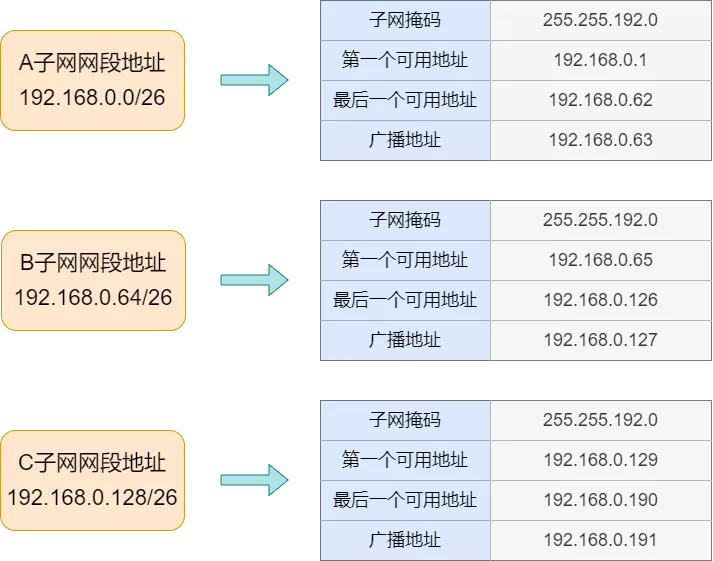 A子网网段地址
192.168.0.0/26
子网掩码 255.255.192.0
第一个可用地址 192.168.0.1
最后一个可用地址 192.168.0.62
广播地址 192.168.0.63
B子网网段地址
192.168.0.64/26
子网掩码 255.255.192.0
第一个可用地址 192.168.0.65
最后一个可用地址 192.168.0.126
广播地址 192.168.0.127
C子网网段地址
192.168.0.128/26
子网掩码 255.255.192.0
第一个可用地址 192.168.0.129
最后一个可用地址 192.168.0.190
广播地址 192.168.0.191